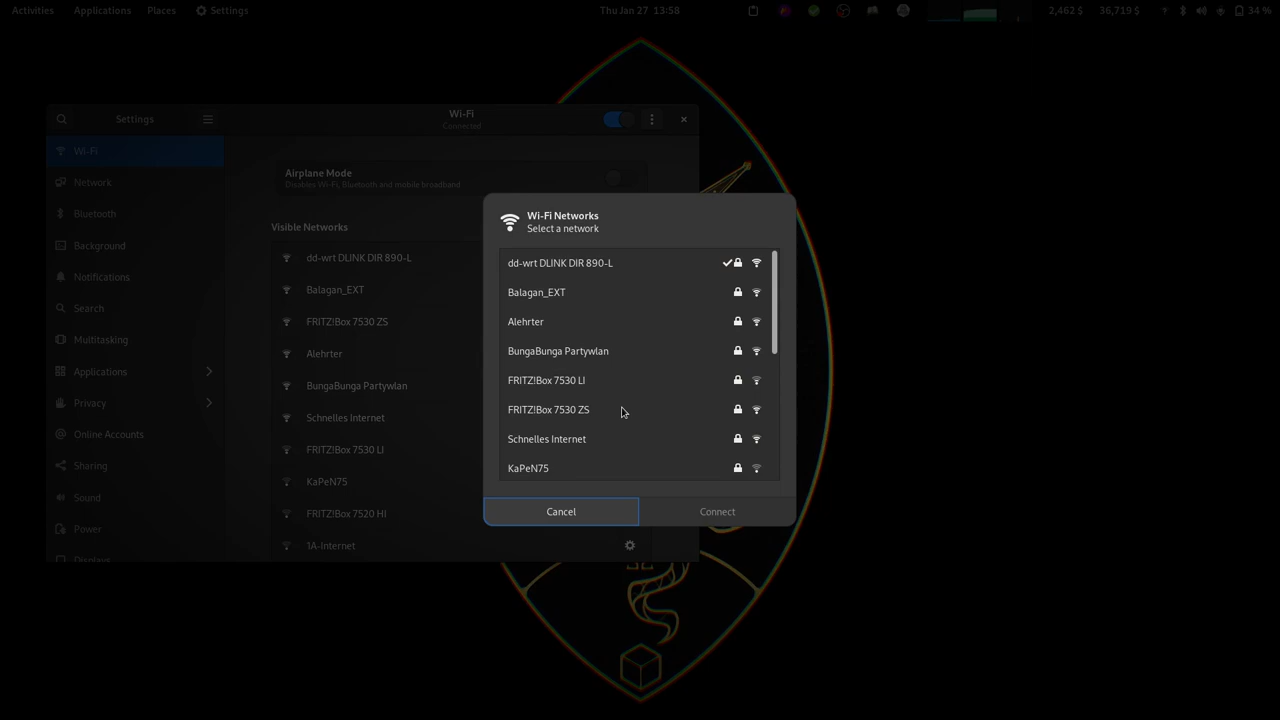 Activities Applications Places Settings Thu Jan 27 13:58 2,462 $ 36,719 $ 34 %
Settings
Wi-Fi
Connected
Wi-Fi
Network
Bluetooth
Background
Notifications
Search
Multitasking
Applications
Privacy
Online Accounts
Sharing
Sound
Power
Displays
Airplane Mode
Disables Wi-Fi, Bluetooth and mobile broadband
Visible Networks
dd-wrt DLINK DIR 890-L
Balagan_EXT
FRITZ!Box 7530 ZS
Alehrter
BungaBunga Partywlan
Schnelles Internet
FRITZ!Box 7530 LI
KaPeN75
FRITZ!Box 7520 HI
1A-Internet
Wi-Fi Networks
Select a network
dd-wrt DLINK DIR 890-L
Balagan_EXT
Alehrter
BungaBunga Partywlan
FRITZ!Box 7530 LI
FRITZ!Box 7530 ZS
Schnelles Internet
KaPeN75
Cancel Connect